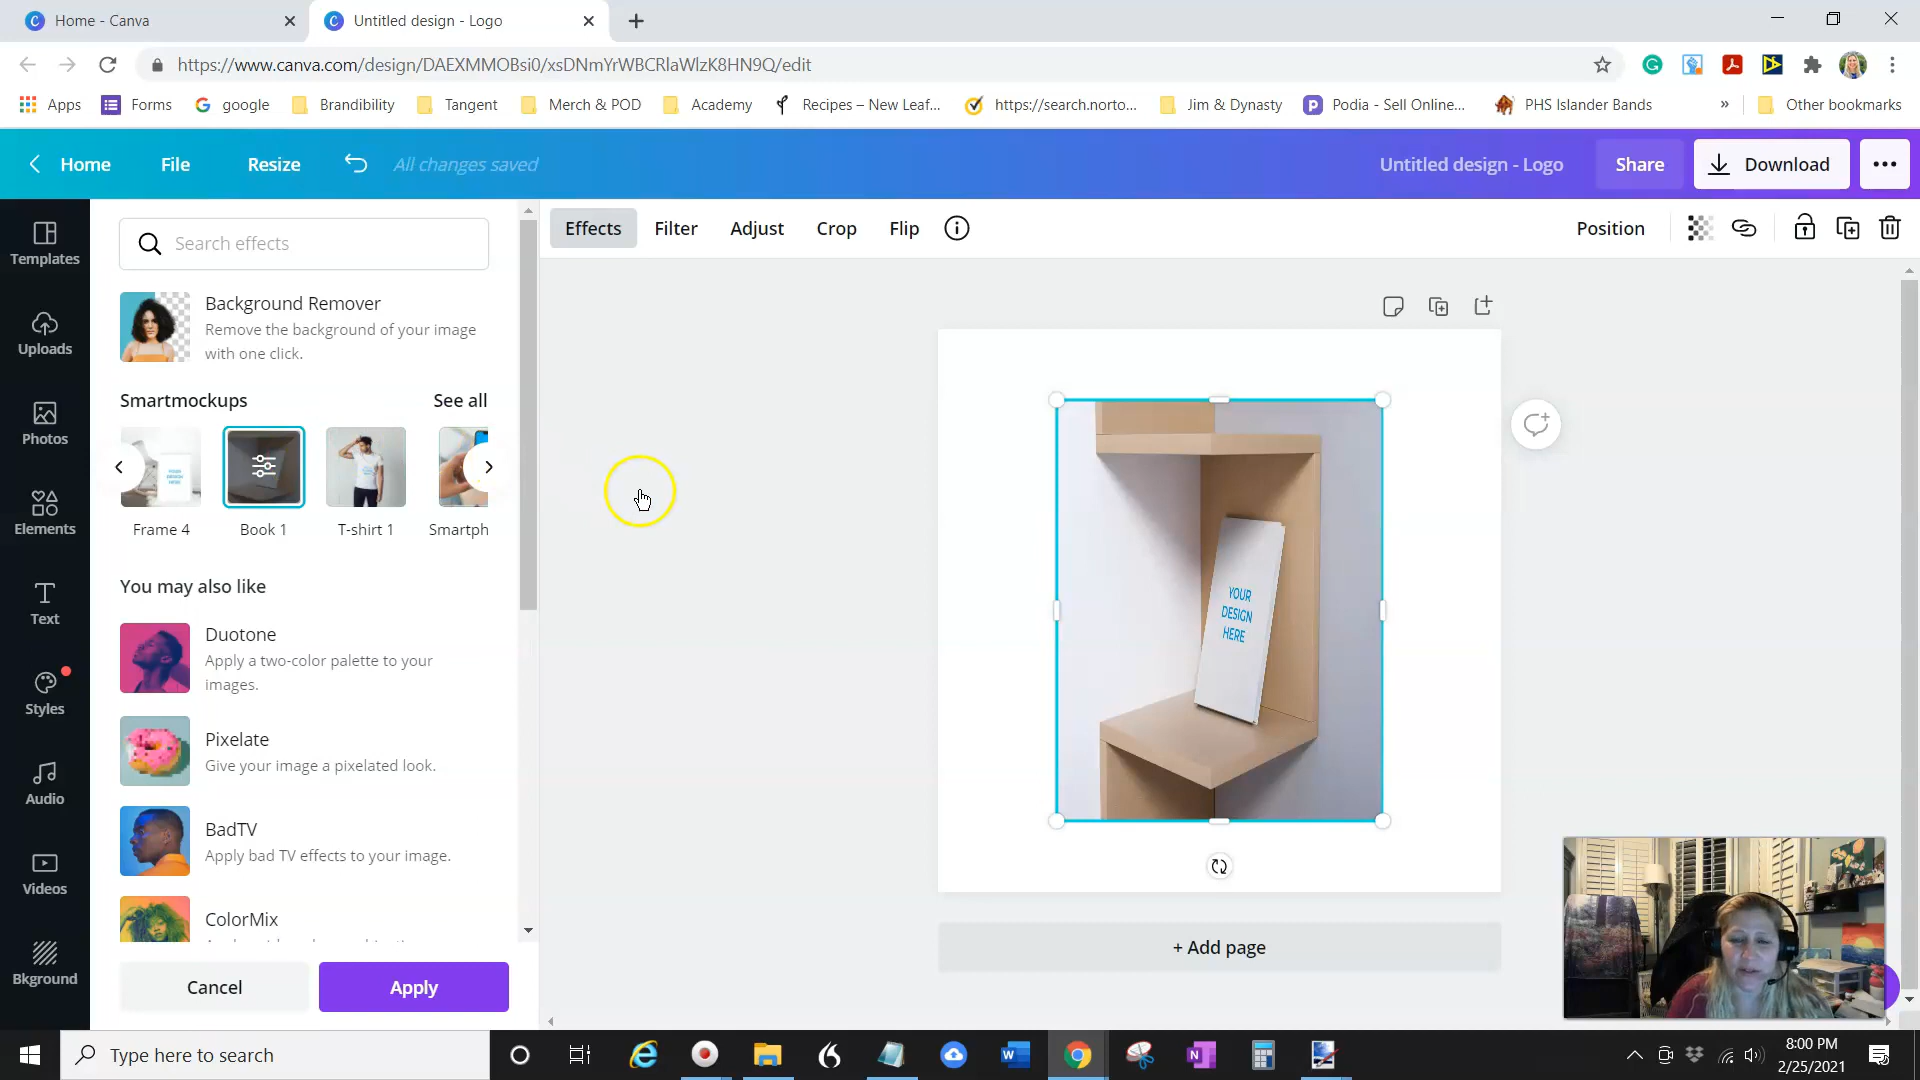 Home - Canva
Untitled design - Logo
https://www.canva.com/design/DAEXMMOBsi0/xsDNmYrWBCRlaWlzK8HN9Q/edit
Apps
Forms
google
Brandibility
Tangent
Merch & POD
Academy
Recipes – New Leaf...
https://search.norto...
Jim & Dynasty
Podia - Sell Online...
PHS Islander Bands
»
Other bookmarks
Home
File
Resize
All changes saved
Untitled design - Logo
Share
Download
Templates
Uploads
Photos
Elements
Text
Styles
Audio
Videos
Bkground
Search effects
Background Remover
Remove the background of your image
with one click.
Smartmockups
See all
Frame 4
Book 1
T-shirt 1
Smartph
You may also like
Duotone
Apply a two-color palette to your
images.
Pixelate
Give your image a pixelated look.
BadTV
Apply bad TV effects to your image.
ColorMix
Cancel
Apply
Effects
Filter
Adjust
Crop
Flip
Position
YOUR
DESIGN
HERE
+ Add page
Type here to search
8:00 PM
2/25/2021